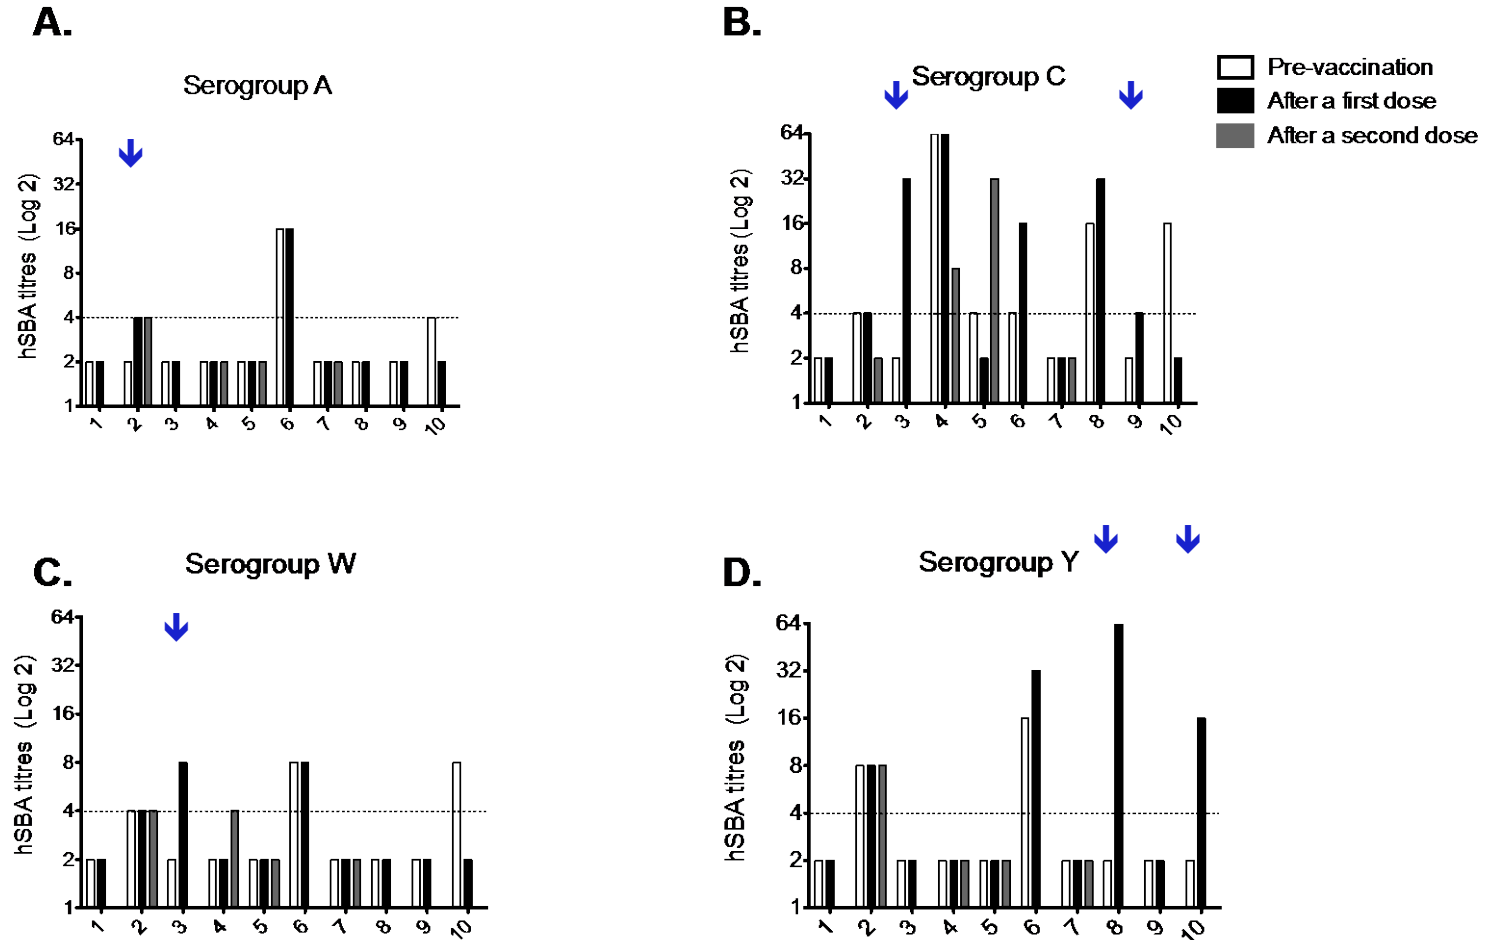 A.
Serogroup A
hSBA titres (Log 2)
64
32
16
8
4
2
1
1 2 3 4 5 6 7 8 9 10
B.
Serogroup C
hSBA titres (Log 2)
64
32
16
8
4
2
1
1 2 3 4 5 6 7 8 9 10
Pre-vaccination
After a first dose
After a second dose
C.
Serogroup W
hSBA titres (Log 2)
64
32
16
8
4
2
1
1 2 3 4 5 6 7 8 9 10
D.
Serogroup Y
hSBA titres (Log 2)
64
32
16
8
4
2
1
1 2 3 4 5 6 7 8 9 10